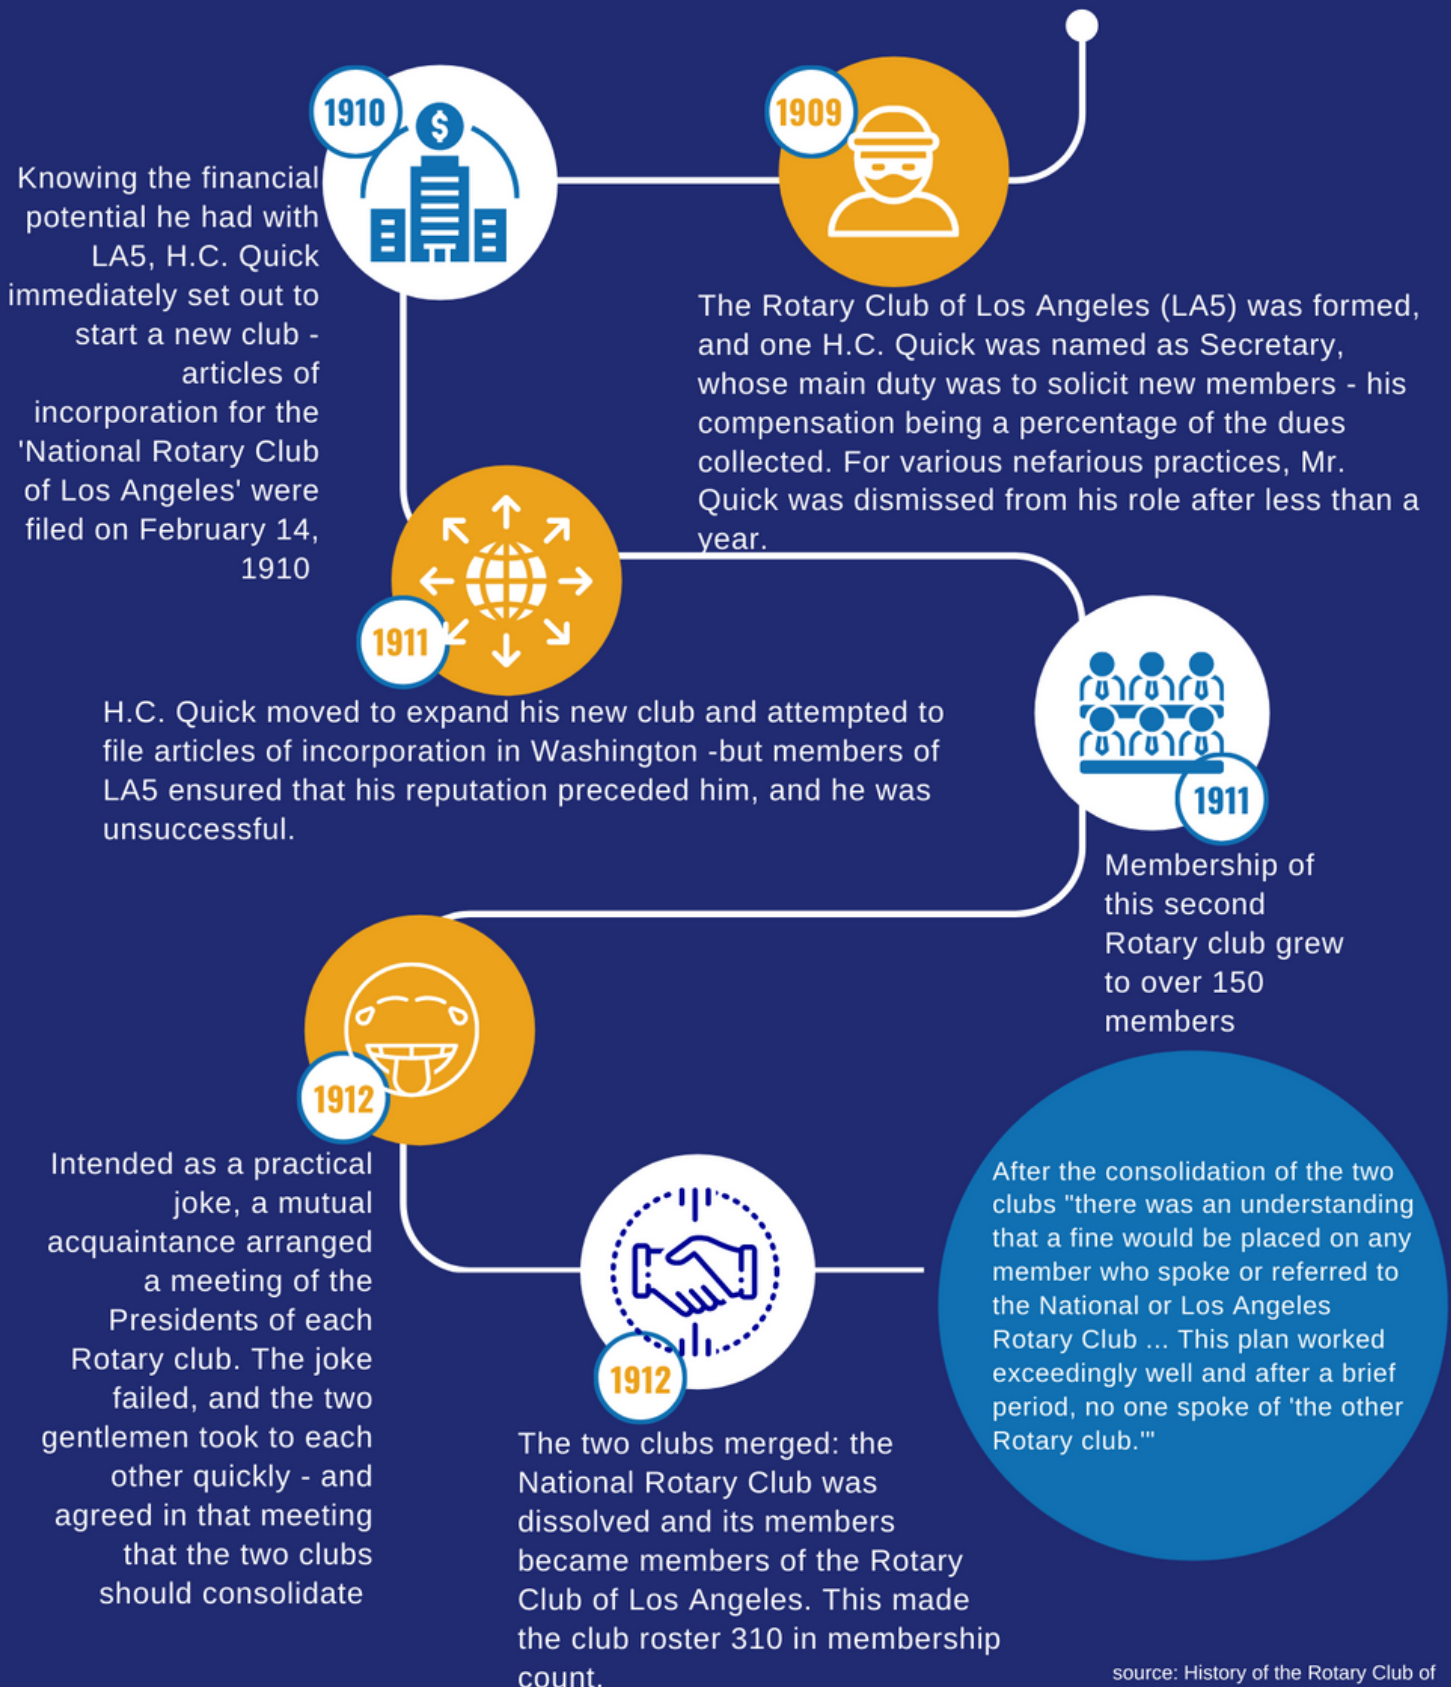 1909
The Rotary Club of Los Angeles (LA5) was formed,
and one H.C. Quick was named as Secretary,
whose main duty was to solicit new members - his
compensation being a percentage of the dues
collected. For various nefarious practices, Mr.
Quick was dismissed from his role after less than a
year.
1910
$
Knowing the financial
potential he had with
LA5, H.C. Quick
immediately set out to
start a new club -
articles of
incorporation for the
'National Rotary Club
of Los Angeles' were
filed on February 14,
1910
1911
H.C. Quick moved to expand his new club and attempted to
file articles of incorporation in Washington -but members of
LA5 ensured that his reputation preceded him, and he was
unsuccessful.
1911
Membership of
this second
Rotary club grew
to over 150
members
1912
Intended as a practical
joke, a mutual
acquaintance arranged
a meeting of the
Presidents of each
Rotary club. The joke
failed, and the two
gentlemen took to each
other quickly - and
agreed in that meeting
that the two clubs
should consolidate
1912
The two clubs merged: the
National Rotary Club was
dissolved and its members
became members of the Rotary
Club of Los Angeles. This made
the club roster 310 in membership
count.
After the consolidation of the two
clubs "there was an understanding
that a fine would be placed on any
member who spoke or referred to
the National or Los Angeles
Rotary Club ... This plan worked
exceedingly well and after a brief
period, no one spoke of 'the other
Rotary club.'"
source: History of the Rotary Club of